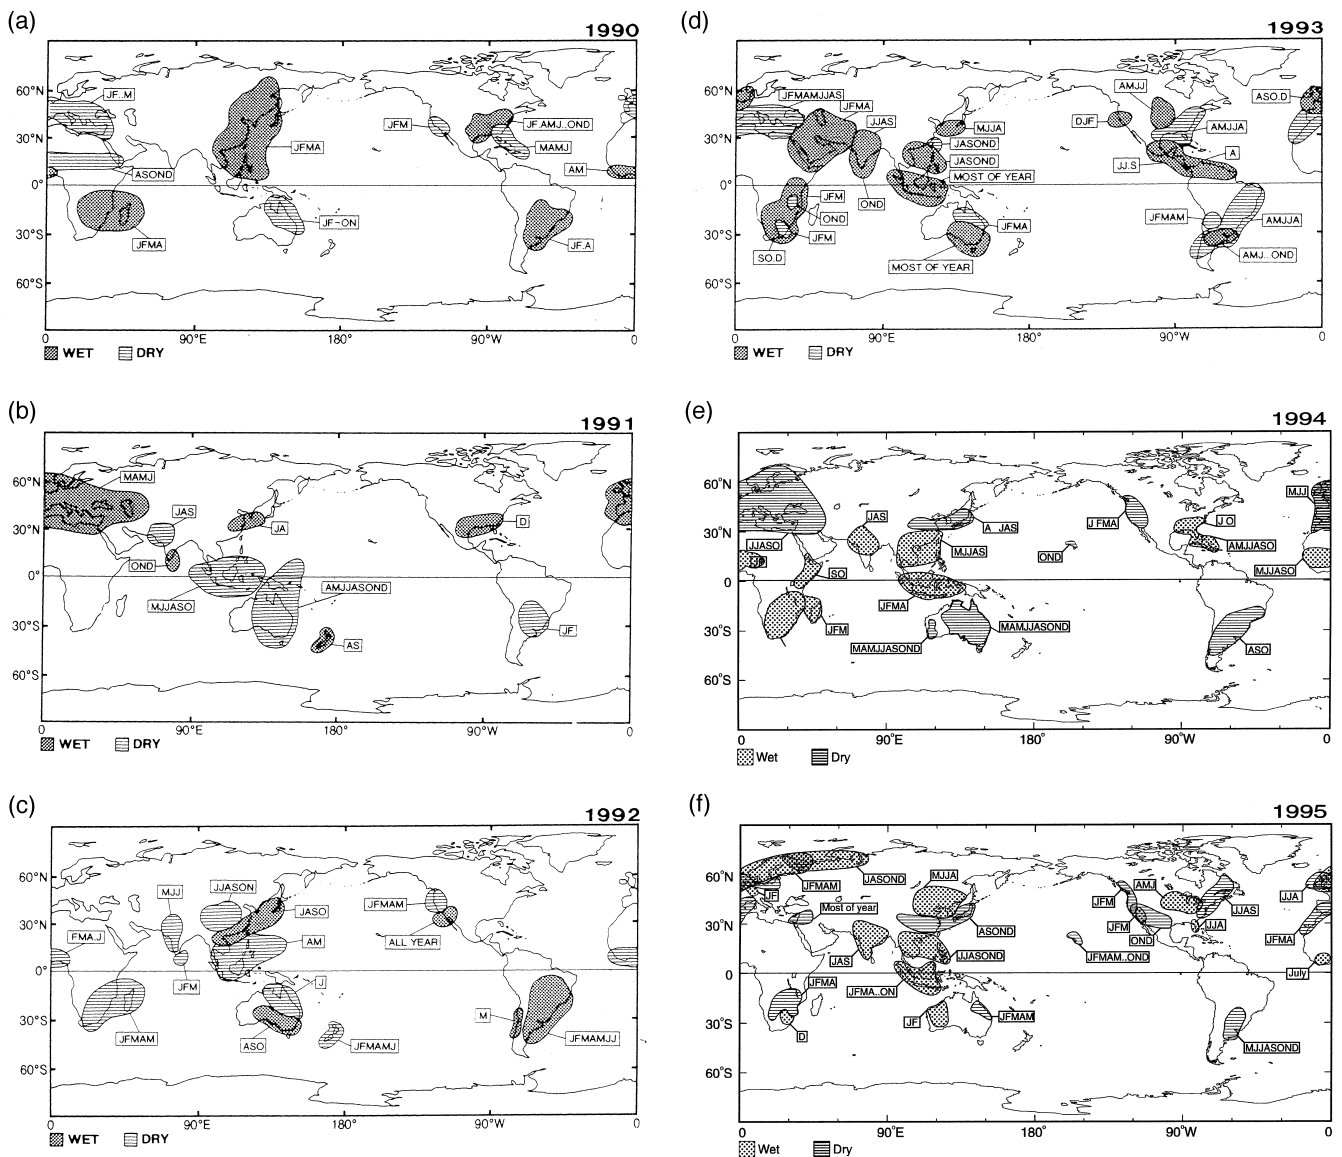 (a)
1990
60°N
30°N
0°
30°S
60°S
JF..M
JFMA
JFM
JF.AMJ..OND
MAMJ
AM
ASOND
JFMA
JF-ON
JF.A
0
90°E
180°
90°W
0
WET
DRY
(b)
1991
60°N
30°N
0°
30°S
60°S
MAMJ
JAS
JA
D
OND
MJJASO
AMJJASOND
AS
JF
0
90°E
180°
90°W
0
WET
DRY
(c)
1992
60°N
30°N
0°
30°S
60°S
MJJ
JJASON
JASO
JFMAM
FMA.J
AM
ALL YEAR
JFM
J
M
JFMAM
ASO
JFMAMJ
JFMAMJJ
0
90°E
180°
90°W
0
WET
DRY
(d)
1993
60°N
30°N
0°
30°S
60°S
JFMAMJJAS
JFMA
JJAS
MJJA
JASOND
JASOND
MOST OF YEAR
AMJJ
DJF
ASO.D
AMJJA
A
JJ.S
JFM
OND
OND
JFM
SO.D
JFMA
MOST OF YEAR
JFMAM
AMJJA
AMJ...OND
0
90°E
180°
90°W
0
WET
DRY
(e)
1994
60°N
30°N
0
30°S
60°S
MJJ
JAS
A JAS
J FMA
J O
JJASO
MJJAS
OND
AMJJASO
SO
MJJASO
JFMA
JFM
MAMJJASOND
MAMJJASOND
ASO
0
90°E
180°
90°W
0
Wet
Dry
(f)
1995
60°N
30°N
0
30°S
60°S
JF
JFMAM
JASOND
MJJA
AMJ
JFM
JJA
Most of year
JJAS
JJA
ASOND
OND
JFMA
JAS
JJASOND
JFMAM..OND
July
JFMA
JFMA..ON
JF
JFMAM
D
MJJASOND
0
90°E
180°
90°W
0
Wet
Dry